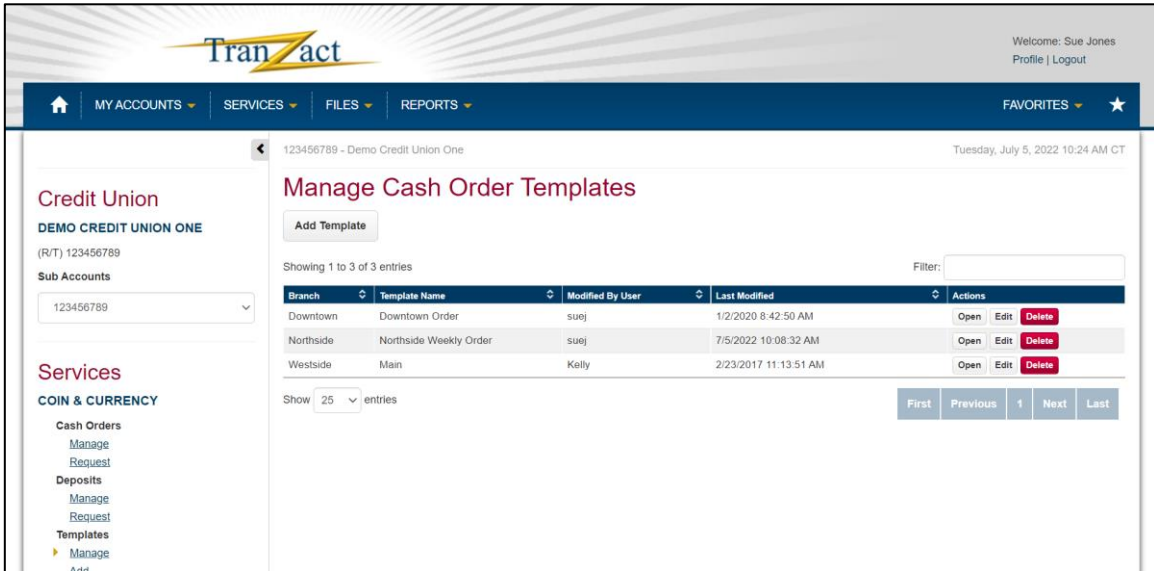 TranZact
Welcome: Sue Jones
Profile | Logout
MY ACCOUNTS SERVICES FILES REPORTS FAVORITES
123456789 - Demo Credit Union One Tuesday, July 5, 2022 10:24 AM CT
Credit Union
DEMO CREDIT UNION ONE
(R/T) 123456789
Sub Accounts
123456789
Services
COIN & CURRENCY
Cash Orders
Manage
Request
Deposits
Manage
Request
Templates
Manage
Add
Manage Cash Order Templates
Add Template
Showing 1 to 3 of 3 entries Filter:
Branch Template Name Modified By User Last Modified Actions
Downtown Downtown Order suej 1/2/2020 8:42:50 AM Open Edit Delete
Northside Northside Weekly Order suej 7/5/2022 10:08:32 AM Open Edit Delete
Westside Main Kelly 2/23/2017 11:13:51 AM Open Edit Delete
Show 25 entries First Previous 1 Next Last